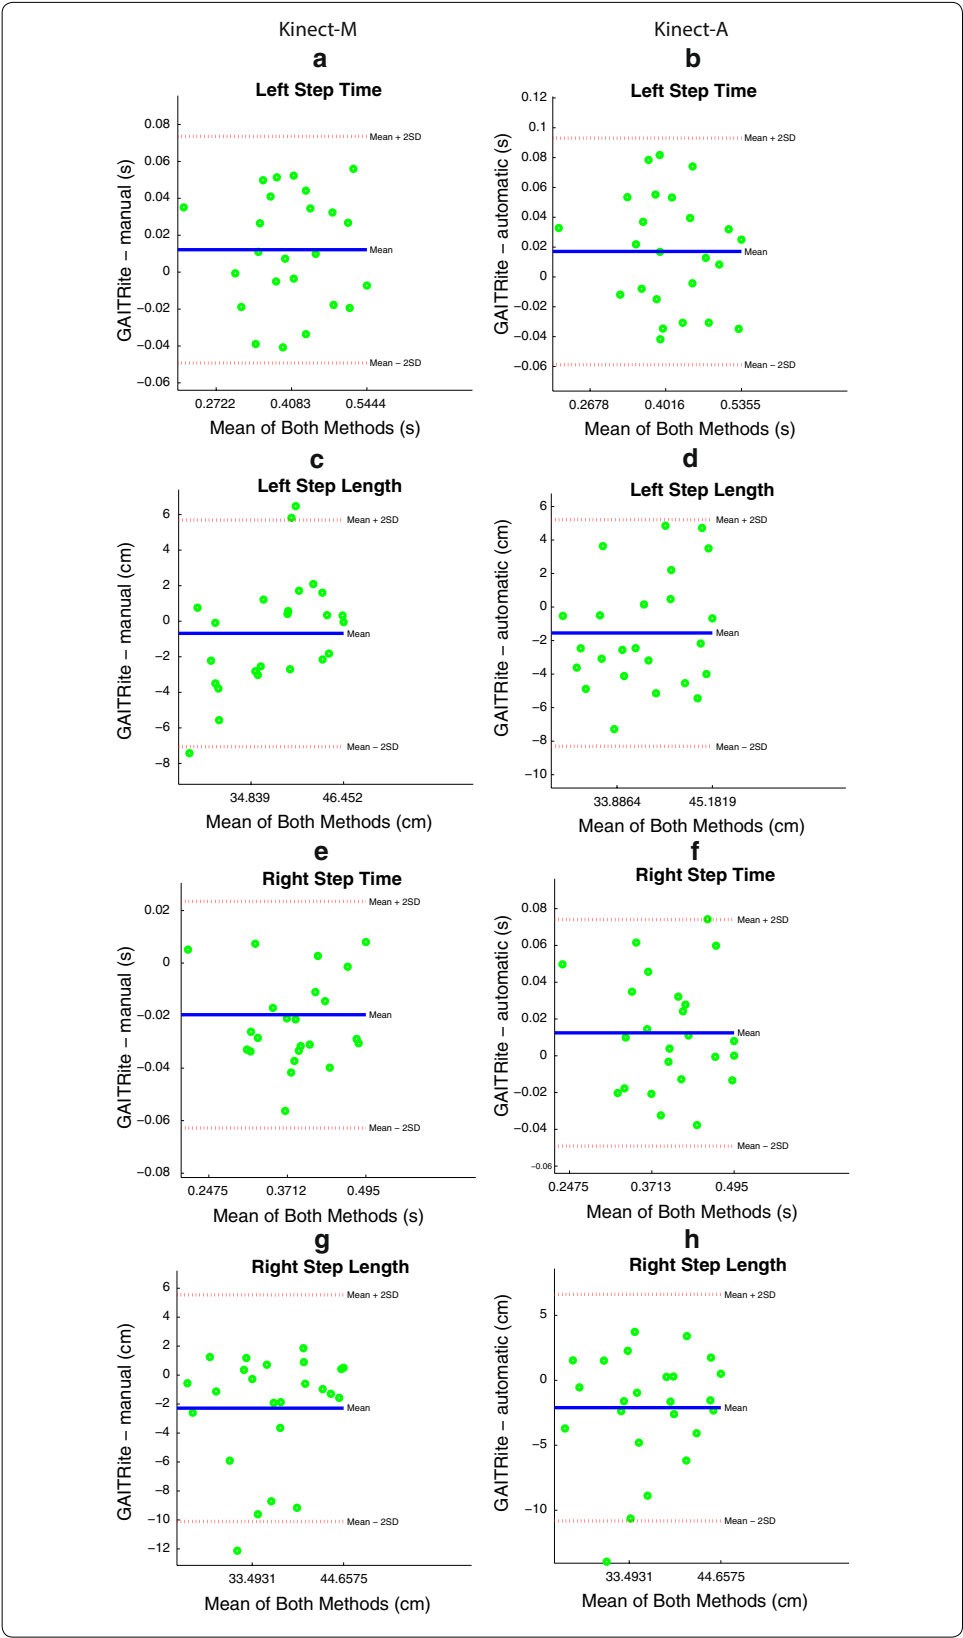 Kinect-M
Kinect-A
a
b
Left Step Time
Left Step Time
GAITRite – manual (s)
0.08
0.06
0.04
0.02
0
−0.02
−0.04
−0.06
Mean + 2SD
Mean
Mean − 2SD
0.2722 0.4083 0.5444
Mean of Both Methods (s)
GAITRite – automatic (s)
0.12
0.1
0.08
0.06
0.04
0.02
0
−0.02
−0.04
−0.06
Mean + 2SD
Mean
Mean − 2SD
0.2678 0.4016 0.5355
Mean of Both Methods (s)
c
d
Left Step Length
Left Step Length
GAITRite – manual (cm)
6
4
2
0
−2
−4
−6
−8
Mean + 2SD
Mean
Mean − 2SD
34.839 46.452
Mean of Both Methods (cm)
GAITRite – automatic (cm)
6
4
2
0
−2
−4
−6
−8
−10
Mean + 2SD
Mean
Mean − 2SD
33.8864 45.1819
Mean of Both Methods (cm)
e
f
Right Step Time
Right Step Time
GAITRite – manual (s)
0.02
0
−0.02
−0.04
−0.06
−0.08
Mean + 2SD
Mean
Mean − 2SD
0.2475 0.3712 0.495
Mean of Both Methods (s)
GAITRite – automatic (s)
0.08
0.06
0.04
0.02
0
−0.02
−0.04
−0.06
Mean + 2SD
Mean
Mean − 2SD
0.2475 0.3713 0.495
Mean of Both Methods (s)
g
h
Right Step Length
Right Step Length
GAITRite – manual (cm)
6
4
2
0
−2
−4
−6
−8
−10
−12
Mean + 2SD
Mean
Mean − 2SD
33.4931 44.6575
Mean of Both Methods (cm)
GAITRite – automatic (cm)
5
0
−5
−10
Mean + 2SD
Mean
Mean − 2SD
33.4931 44.6575
Mean of Both Methods (cm)